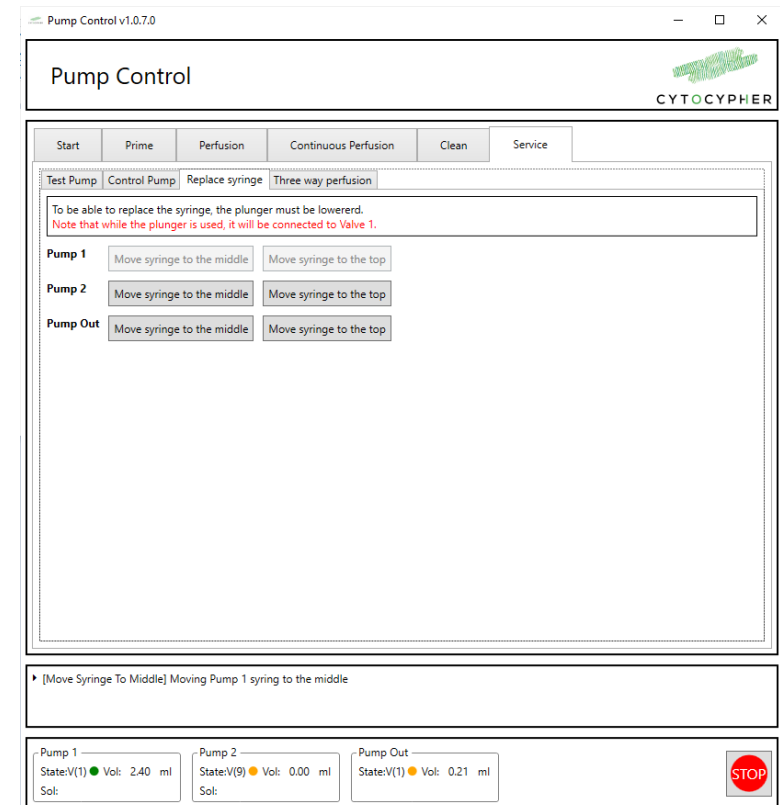 Pump Control v1.0.7.0
Pump Control
CYTOCYPHER
Start Prime Perfusion Continuous Perfusion Clean Service
Test Pump Control Pump Replace syringe Three way perfusion
To be able to replace the syringe, the plunger must be lowererd.
Note that while the plunger is used, it will be connected to Valve 1.
Pump 1 Move syringe to the middle Move syringe to the top
Pump 2 Move syringe to the middle Move syringe to the top
Pump Out Move syringe to the middle Move syringe to the top
[Move Syringe To Middle] Moving Pump 1 syring to the middle
Pump 1 Pump 2 Pump Out
State:V(1) Vol: 2.40 ml State:V(9) Vol: 0.00 ml State:V(1) Vol: 0.21 ml
Sol: Sol:
STOP